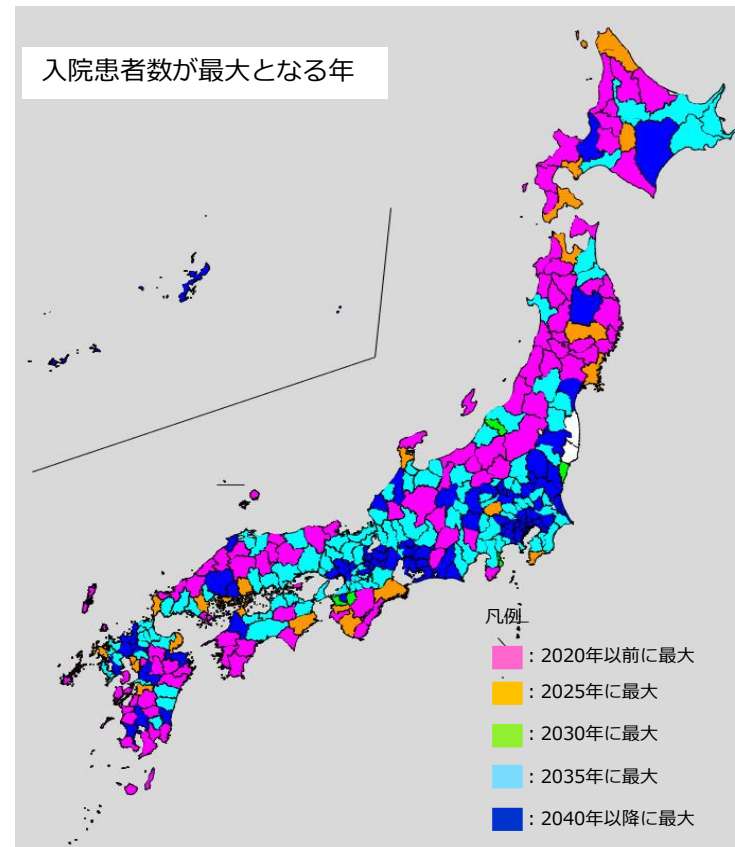 入院患者数が最大となる年
凡例
：2020年以前に最大
：2025年に最大
：2030年に最大
：2035年に最大
：2040年以降に最大